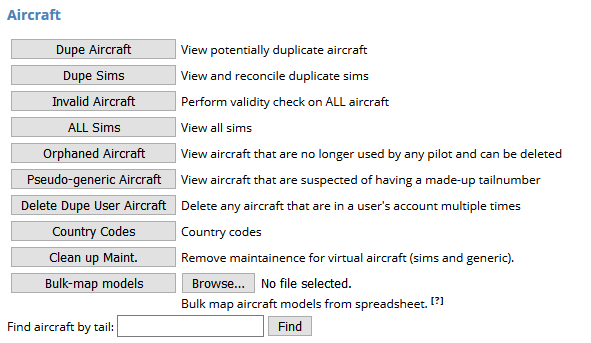 Aircraft
Dupe Aircraft View potentially duplicate aircraft
Dupe Sims View and reconcile duplicate sims
Invalid Aircraft Perform validity check on ALL aircraft
ALL Sims View all sims
Orphaned Aircraft View aircraft that are no longer used by any pilot and can be deleted
Pseudo-generic Aircraft View aircraft that are suspected of having a made-up tailnumber
Delete Dupe User Aircraft Delete any aircraft that are in a user's account multiple times
Country Codes Country codes
Clean up Maint. Remove maintainence for virtual aircraft (sims and generic).
Bulk-map models Browse... No file selected.
Bulk map aircraft models from spreadsheet. [?]
Find aircraft by tail: Find